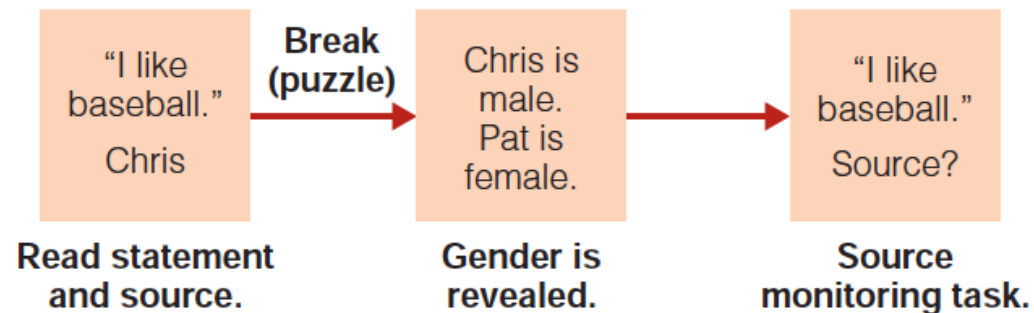 “I like
baseball.”
Chris
Break
(puzzle)
Chris is
male.
Pat is
female.
“I like
baseball.”
Source?
Read statement
and source.
Gender is
revealed.
Source
monitoring task.